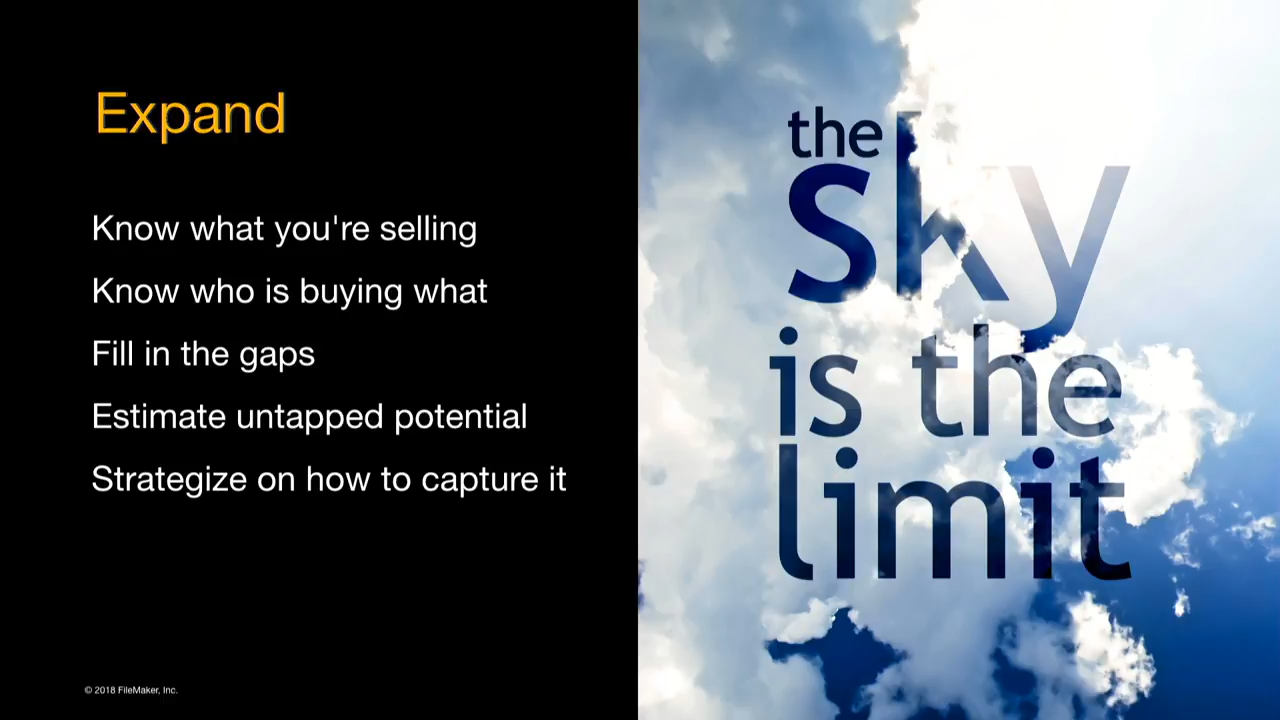 Expand
Know what you're selling
Know who is buying what
Fill in the gaps
Estimate untapped potential
Strategize on how to capture it
© 2018 FileMaker, Inc.
the
sky
is the
limit